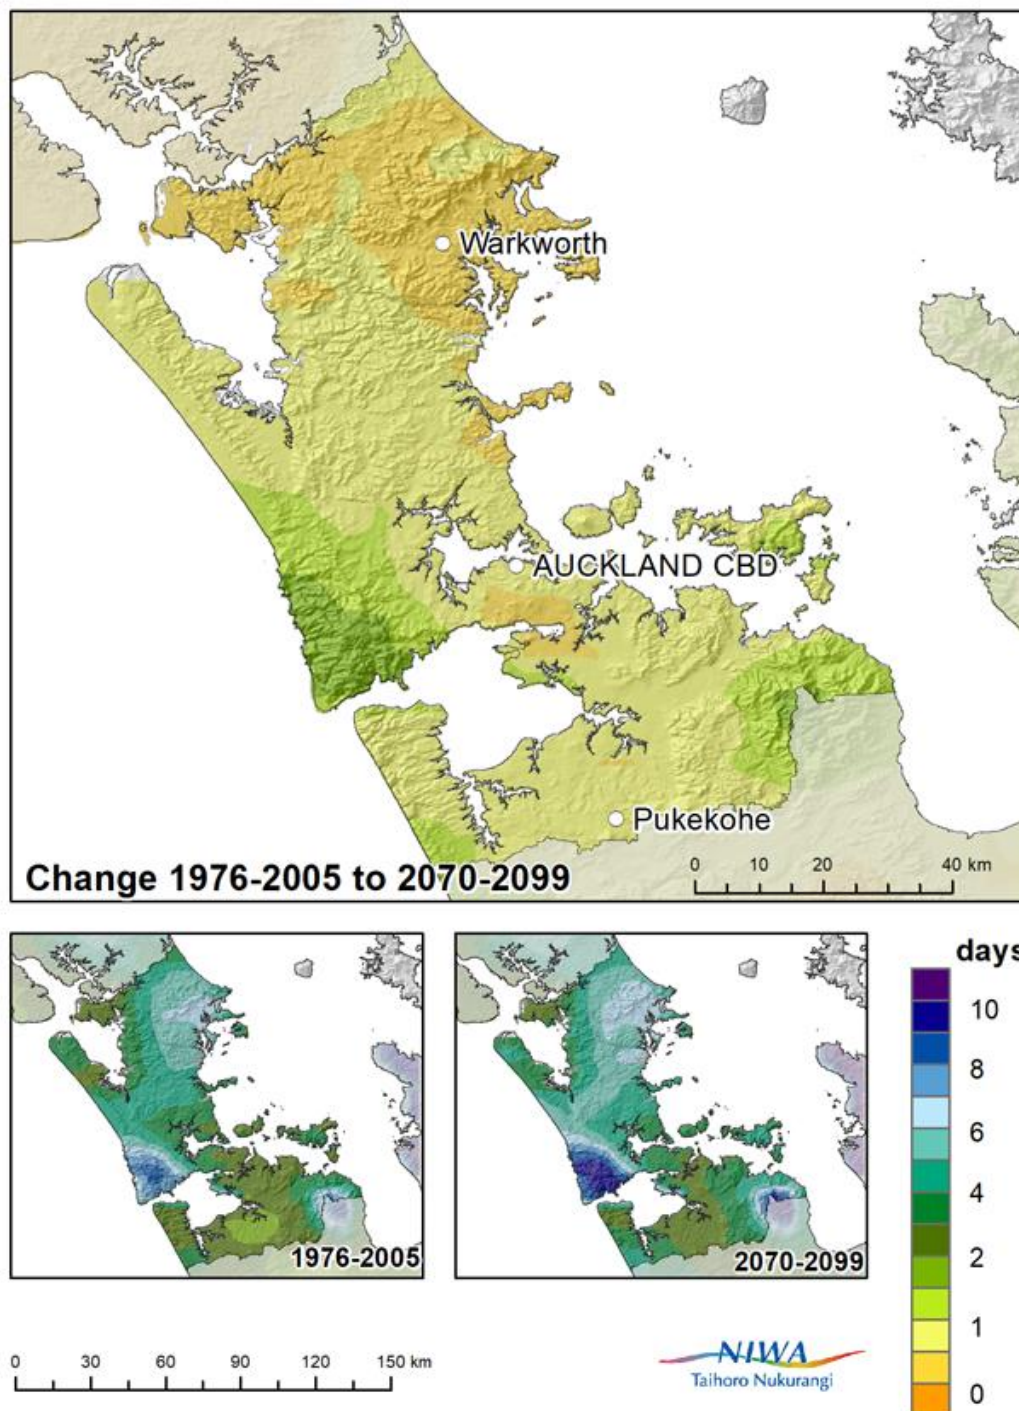 Warkworth
AUCKLAND CBD
Pukekohe
Change 1976-2005 to 2070-2099
0 10 20 40 km
1976-2005
2070-2099
days
10
8
6
4
2
1
0
0 30 60 90 120 150 km
NIWA
Taihoro Nukurangi